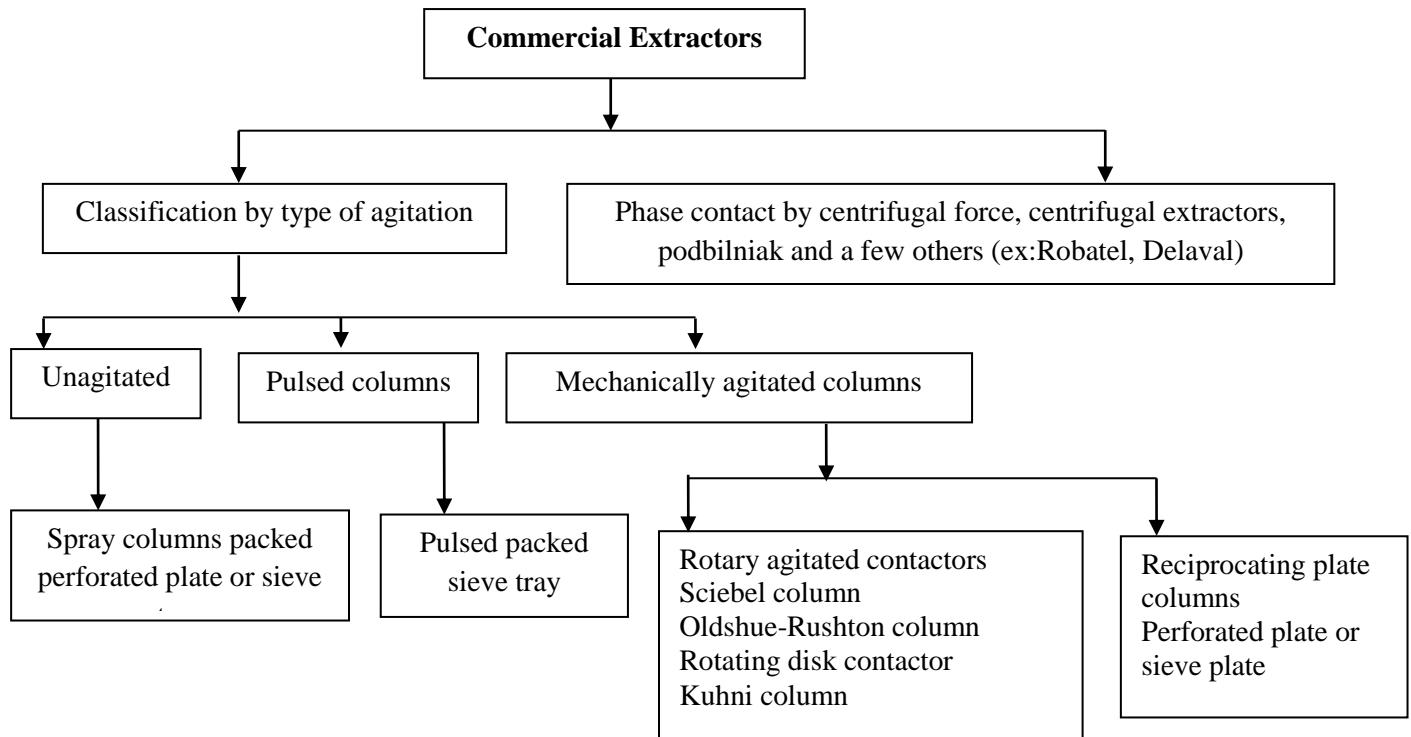 Commercial Extractors
Classification by type of agitation
Phase contact by centrifugal force, centrifugal extractors,
podbilniak and a few others (ex:Robatel, Delaval)
Unagitated
Pulsed columns
Mechanically agitated columns
Spray columns packed
perforated plate or sieve
Pulsed packed
sieve tray
Rotary agitated contactors
Sciebel column
Oldshue-Rushton column
Rotating disk contactor
Kuhni column
Reciprocating plate
columns
Perforated plate or
sieve plate